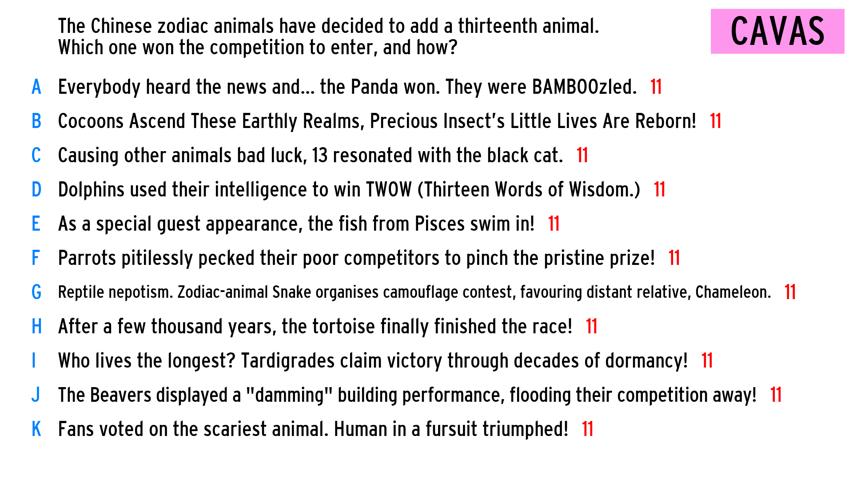 The Chinese zodiac animals have decided to add a thirteenth animal.
Which one won the competition to enter, and how?
CAVAS
A Everybody heard the news and... the Panda won. They were BAMBOOzled. 11
B Cocoons Ascend These Earthly Realms, Precious Insect's Little Lives Are Reborn! 11
C Causing other animals bad luck, 13 resonated with the black cat. 11
D Dolphins used their intelligence to win TWOW (Thirteen Words of Wisdom.) 11
E As a special guest appearance, the fish from Pisces swim in! 11
F Parrots pitilessly pecked their poor competitors to pinch the pristine prize! 11
G Reptile nepotism. Zodiac-animal Snake organises camouflage contest, favouring distant relative, Chameleon. 11
H After a few thousand years, the tortoise finally finished the race! 11
I Who lives the longest? Tardigrades claim victory through decades of dormancy! 11
J The Beavers displayed a "damming" building performance, flooding their competition away! 11
K Fans voted on the scariest animal. Human in a fursuit triumphed! 11